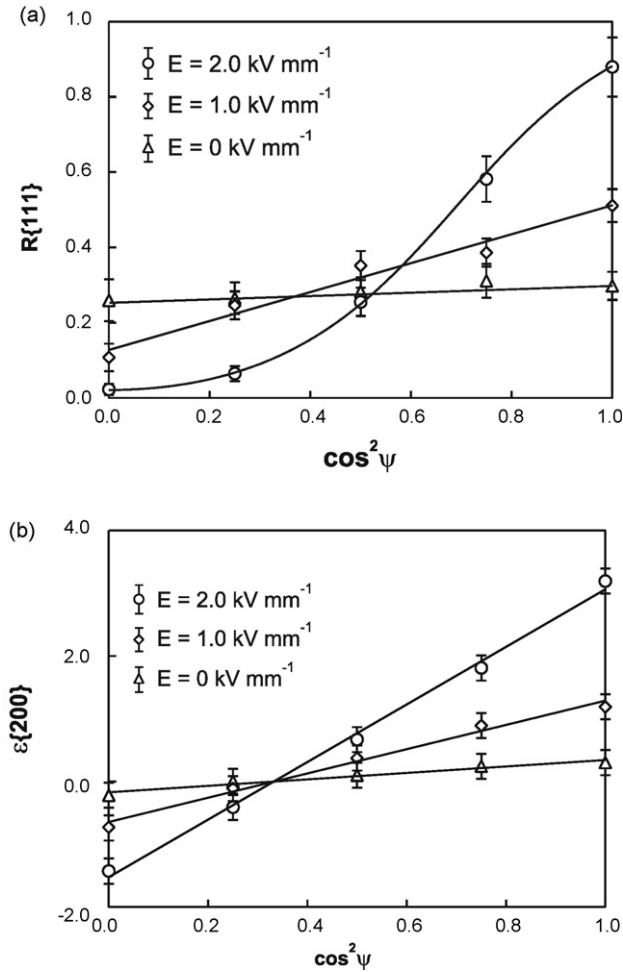 (a)
1.0
0.8
0.6
0.4
0.2
0.0
R{111}
E = 2.0 kV mm⁻¹
E = 1.0 kV mm⁻¹
E = 0 kV mm⁻¹
0.0 0.2 0.4 0.6 0.8 1.0
cos²ψ
(b)
4.0
2.0
0.0
-2.0
ε{200}
E = 2.0 kV mm⁻¹
E = 1.0 kV mm⁻¹
E = 0 kV mm⁻¹
0.0 0.2 0.4 0.6 0.8 1.0
cos²ψ